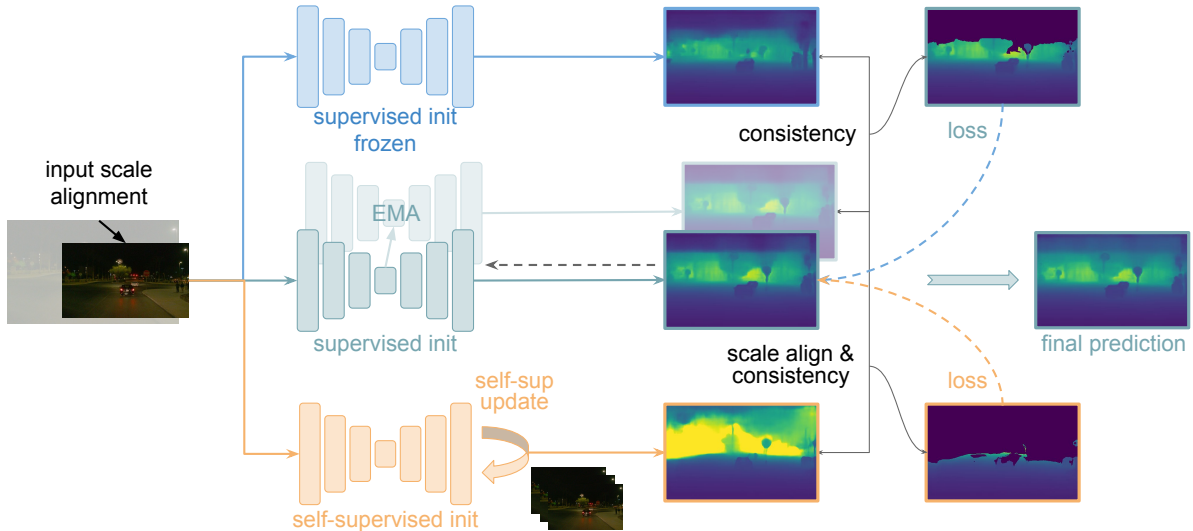 input scale
alignment
supervised init
frozen
EMA
supervised init
self-sup
update
self-supervised init
consistency
loss
scale align &
consistency
loss
final prediction